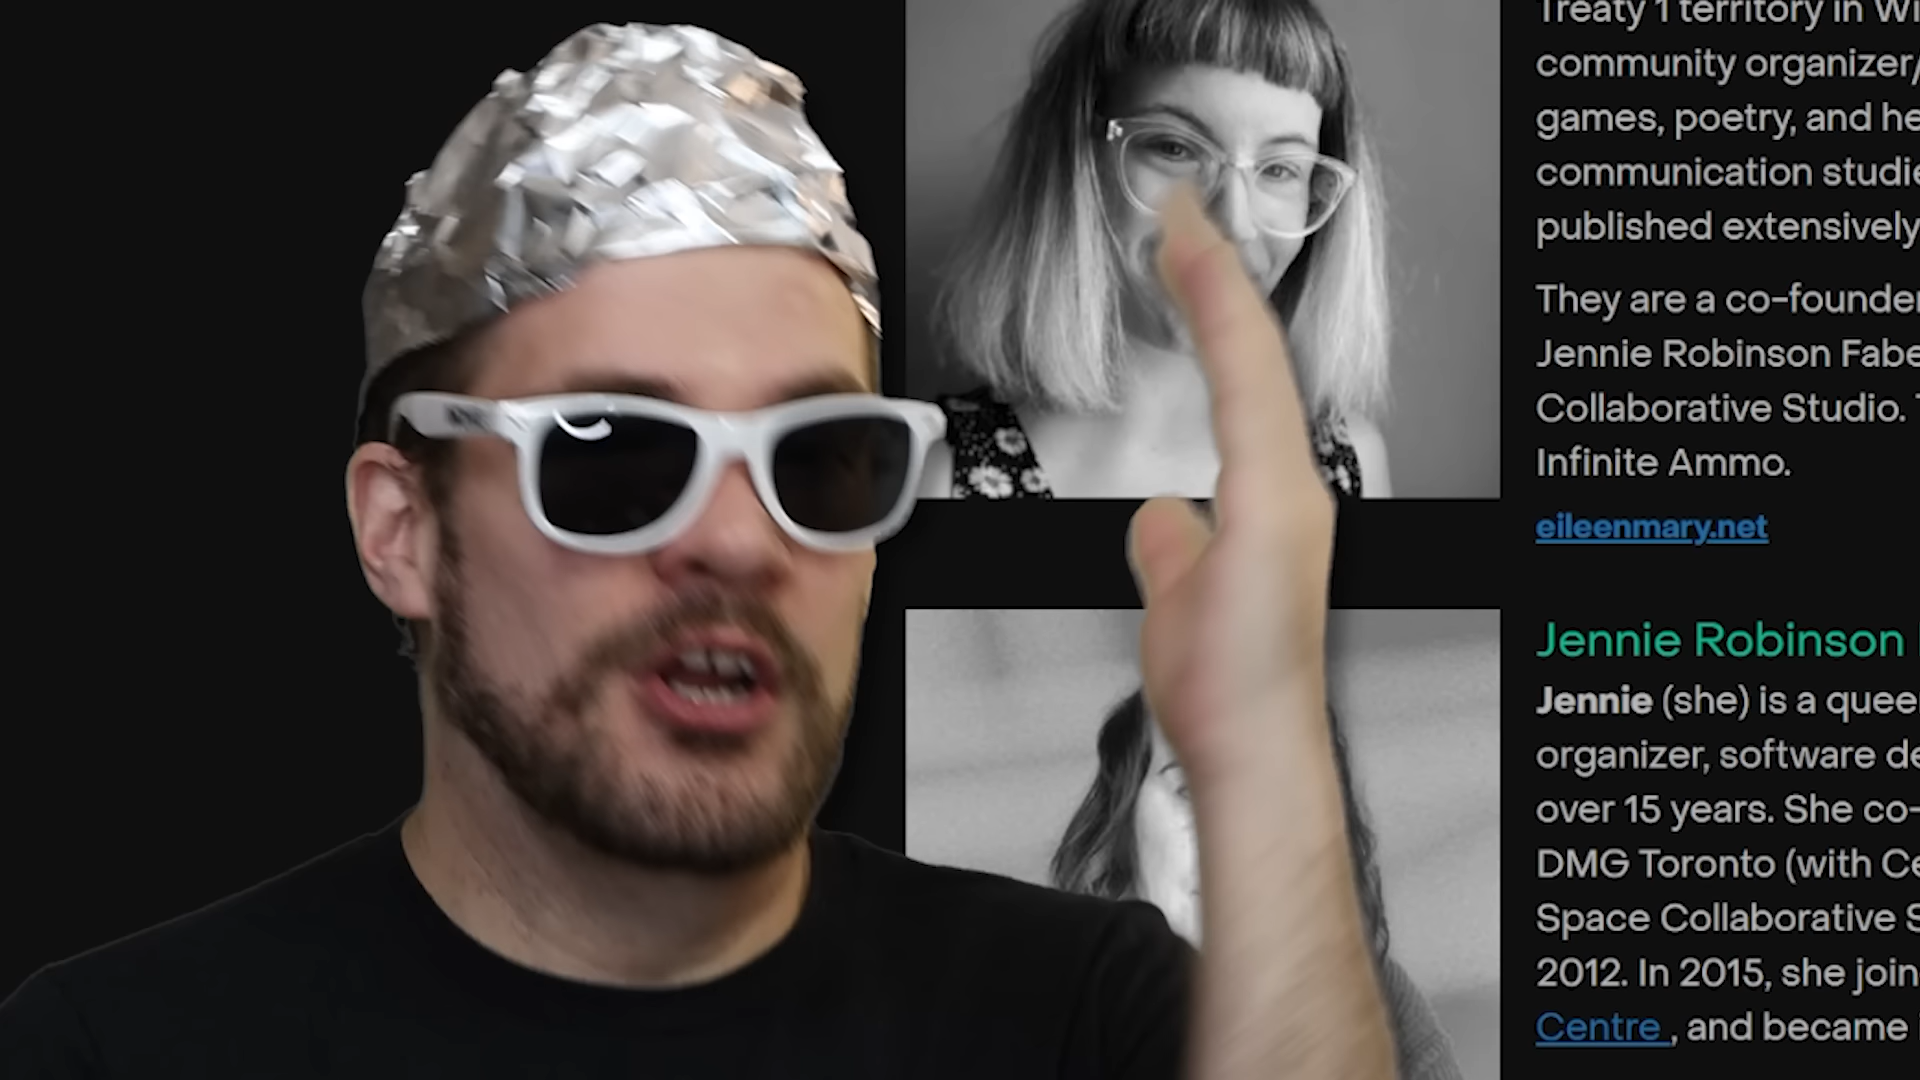 Treaty 1 territory in Wi
community organizer/
games, poetry, and he
communication studie
published extensively
They are a co-founder
Jennie Robinson Fabe
Collaborative Studio.
Infinite Ammo.
eileenmary.net
Jennie Robinson
Jennie (she) is a quee
organizer, software de
over 15 years. She co-
DMG Toronto (with Ce
Space Collaborative S
2012. In 2015, she join
Centre , and became